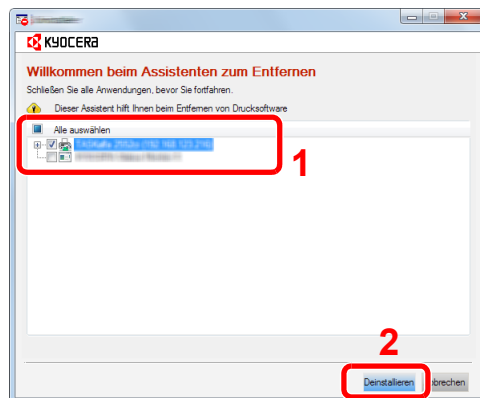 KYOCERA
Willkommen beim Assistenten zum Entfernen
Schließen Sie alle Anwendungen, bevor Sie fortfahren.
Dieser Assistent hilft Ihnen beim Entfernen von Drucksoftware
Alle auswählen
1
2
Deinstallieren brechen